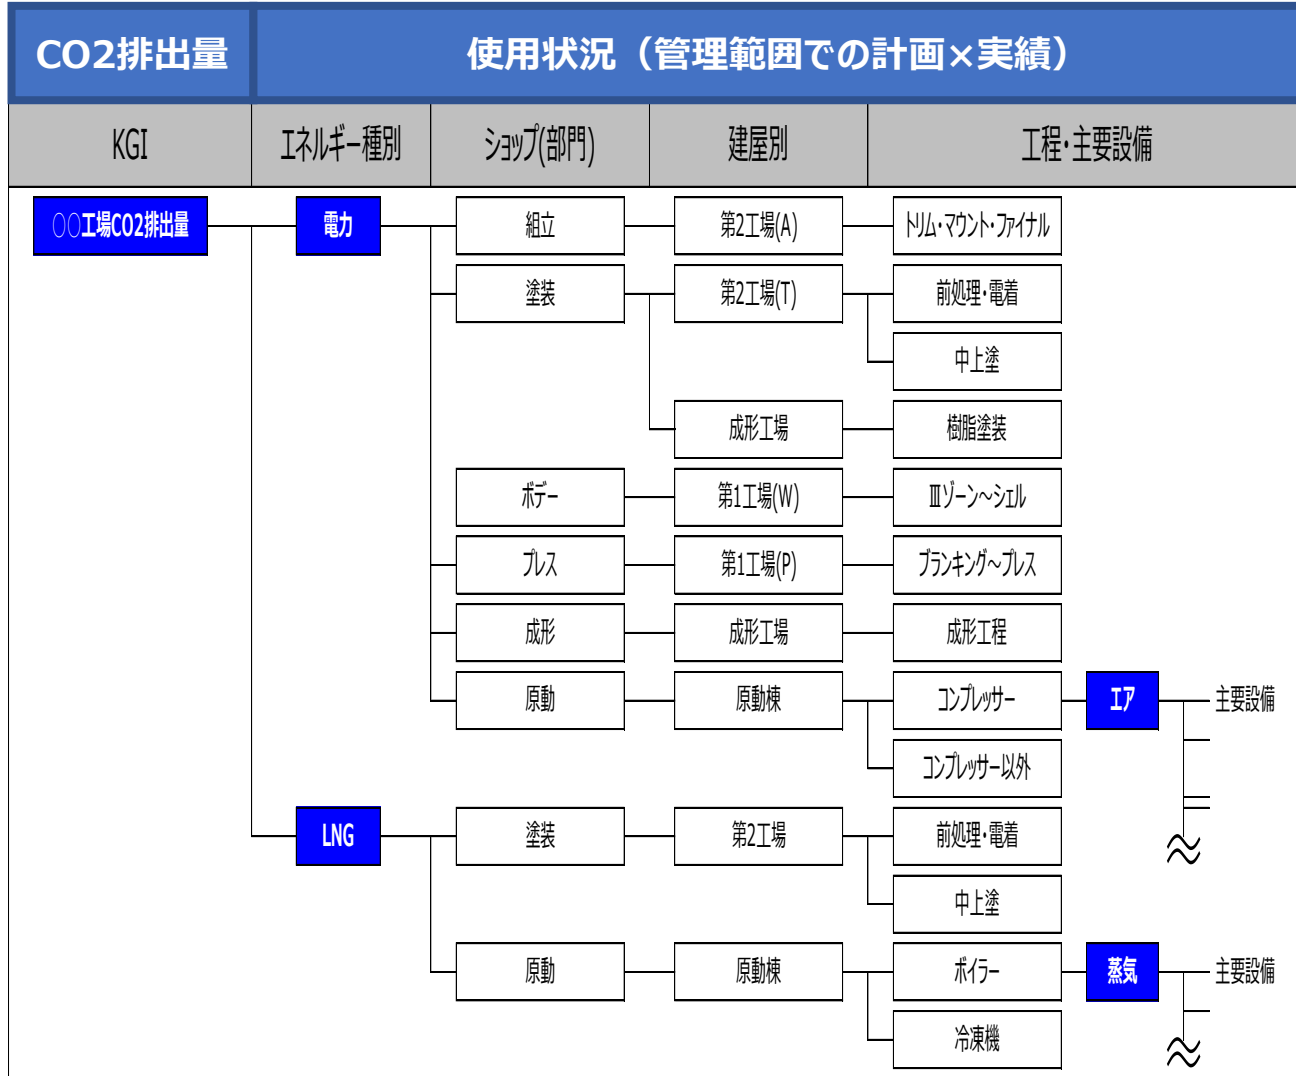 CO2排出量
使用状況（管理範囲での計画×実績）
KGI
エネルギー種別
ショップ(部門)
建屋別
工程・主要設備
○○工場CO2排出量
電力
組立
第2工場(A)
トリム・マウント・ファイナル
塗装
第2工場(T)
前処理・電着
中上塗
成形工場
樹脂塗装
ボデー
第1工場(W)
Ⅲゾーン～シェル
プレス
第1工場(P)
ブランキング～プレス
成形
成形工場
成形工程
原動
原動棟
コンプレッサー
エア
主要設備
コンプレッサー以外
LNG
塗装
第2工場
前処理・電着
中上塗
原動
原動棟
ボイラー
蒸気
主要設備
冷凍機